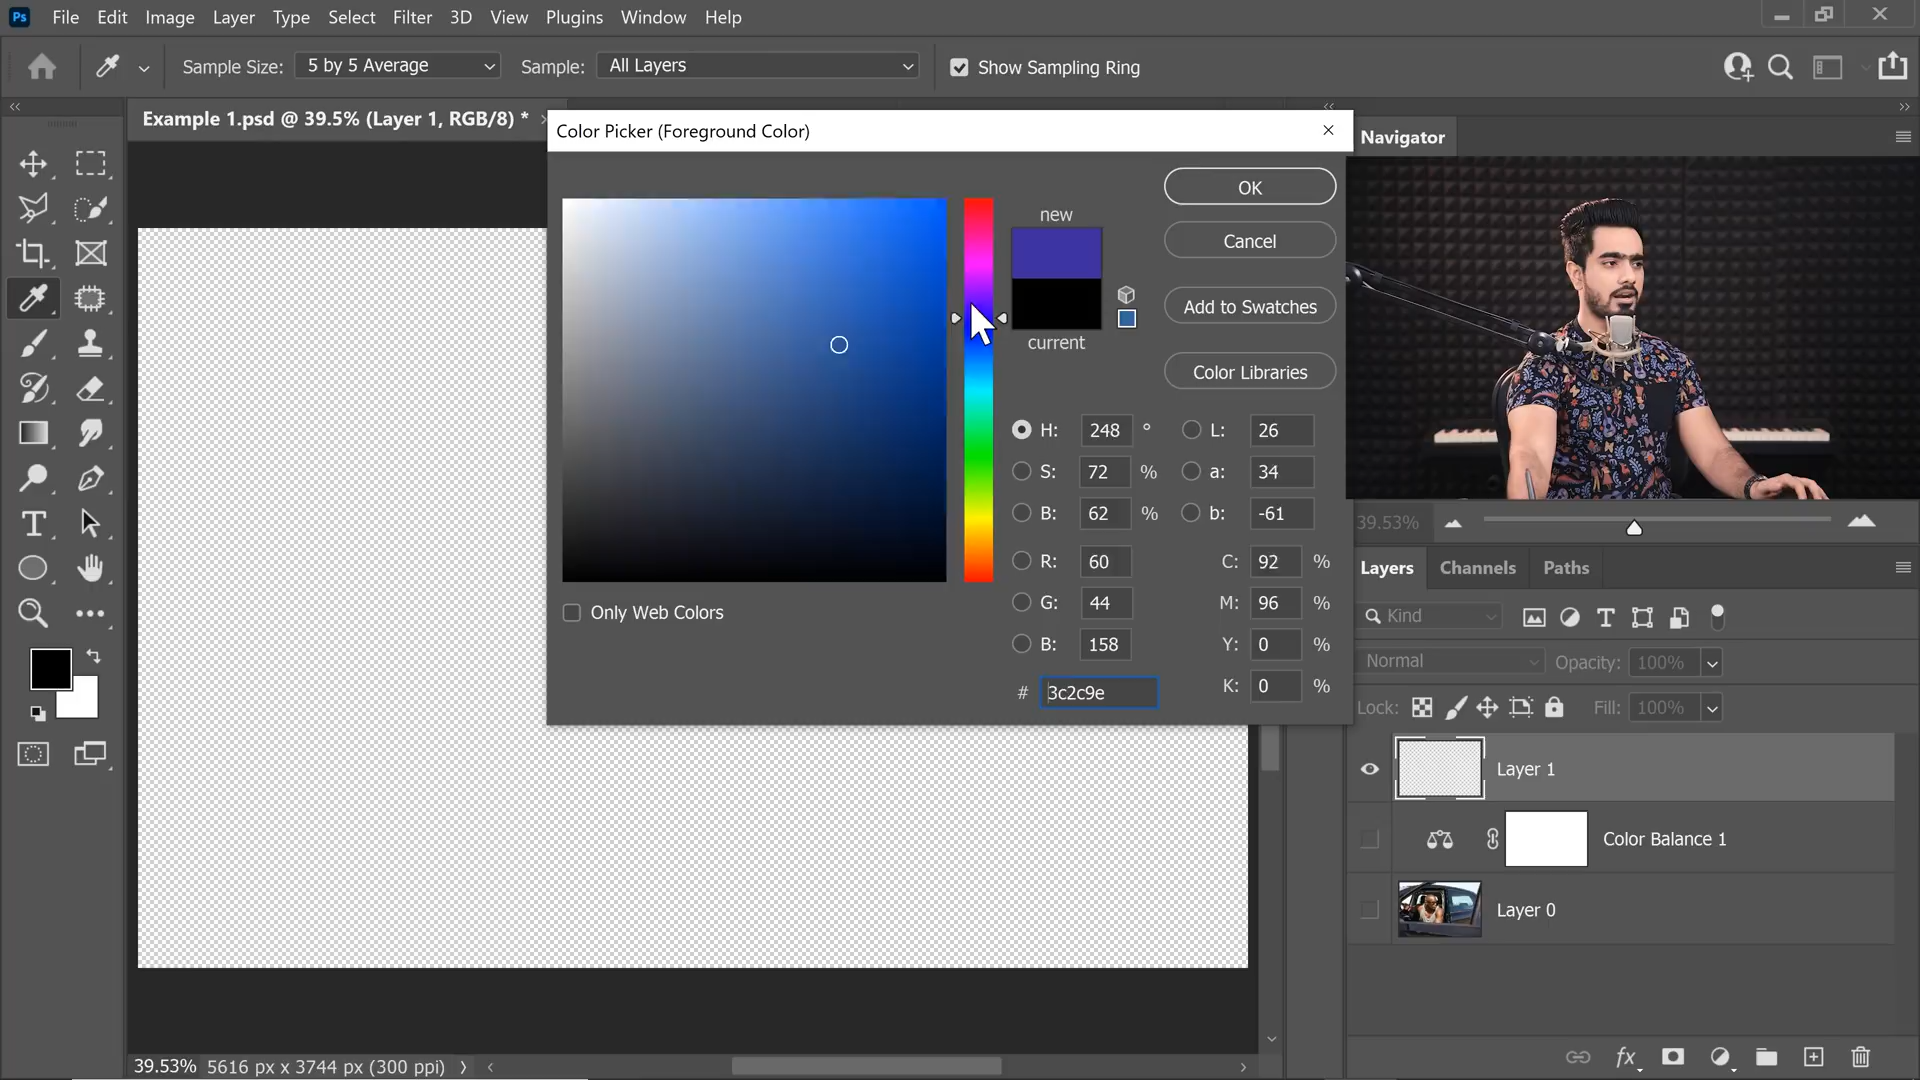 Ps File Edit Image Layer Type Select Filter 3D View Plugins Window Help
Sample Size: 5 by 5 Average Sample: All Layers Show Sampling Ring
Example 1.psd @ 39.5% (Layer 1, RGB/8) *
Color Picker (Foreground Color)
Navigator
new
current
OK
Cancel
Add to Swatches
Color Libraries
H: 248 ° L: 26
S: 72 % a: 34
B: 62 % b: -61
R: 60 C: 92 %
G: 44 M: 96 %
B: 158 Y: 0 %
# 3c2c9e K: 0 %
Only Web Colors
39.53%
Layers Channels Paths
Kind
Normal Opacity: 100%
Lock: Fill: 100%
Layer 1
Color Balance 1
Layer 0
fx
39.53% 5616 px x 3744 px (300 ppi)